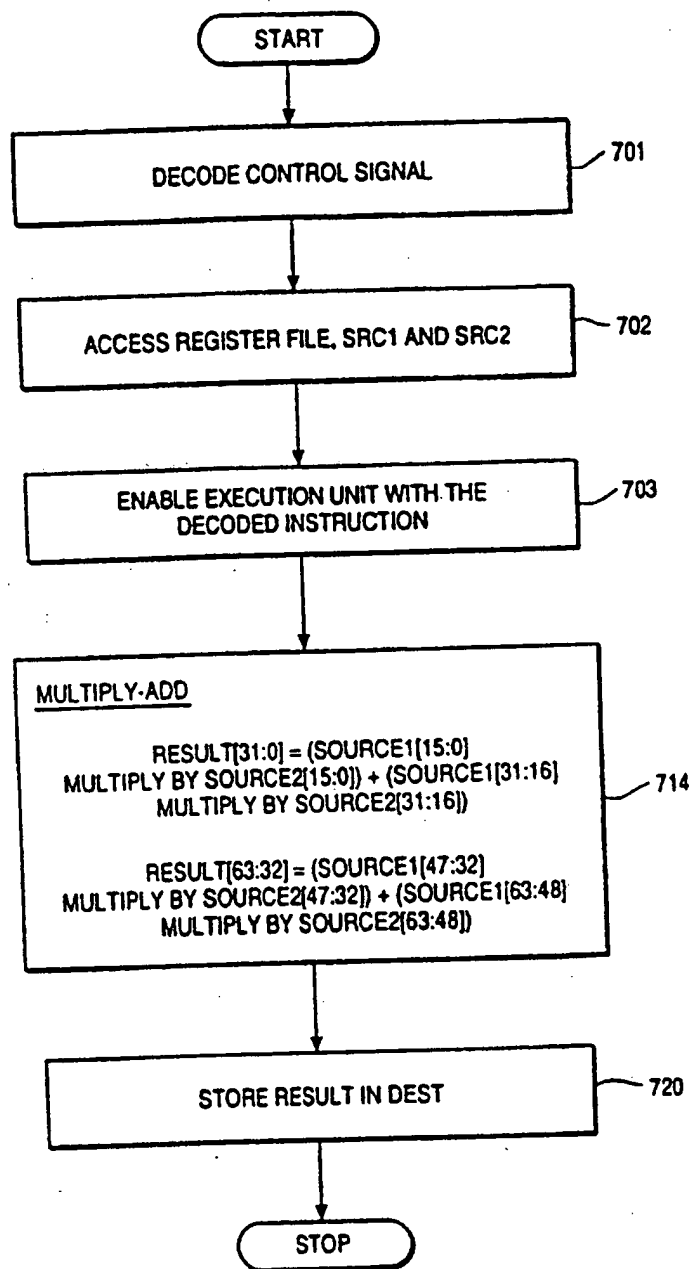 START
DECODE CONTROL SIGNAL
701
ACCESS REGISTER FILE, SRC1 AND SRC2
702
ENABLE EXECUTION UNIT WITH THE
DECODED INSTRUCTION
703
MULTIPLY-ADD
RESULT[31:0] = (SOURCE1[15:0]
MULTIPLY BY SOURCE2[15:0]) + (SOURCE1[31:16]
MULTIPLY BY SOURCE2[31:16])
714
RESULT[63:32] = (SOURCE1[47:32]
MULTIPLY BY SOURCE2[47:32]) + (SOURCE1[63:48]
MULTIPLY BY SOURCE2[63:48])
STORE RESULT IN DEST
720
STOP